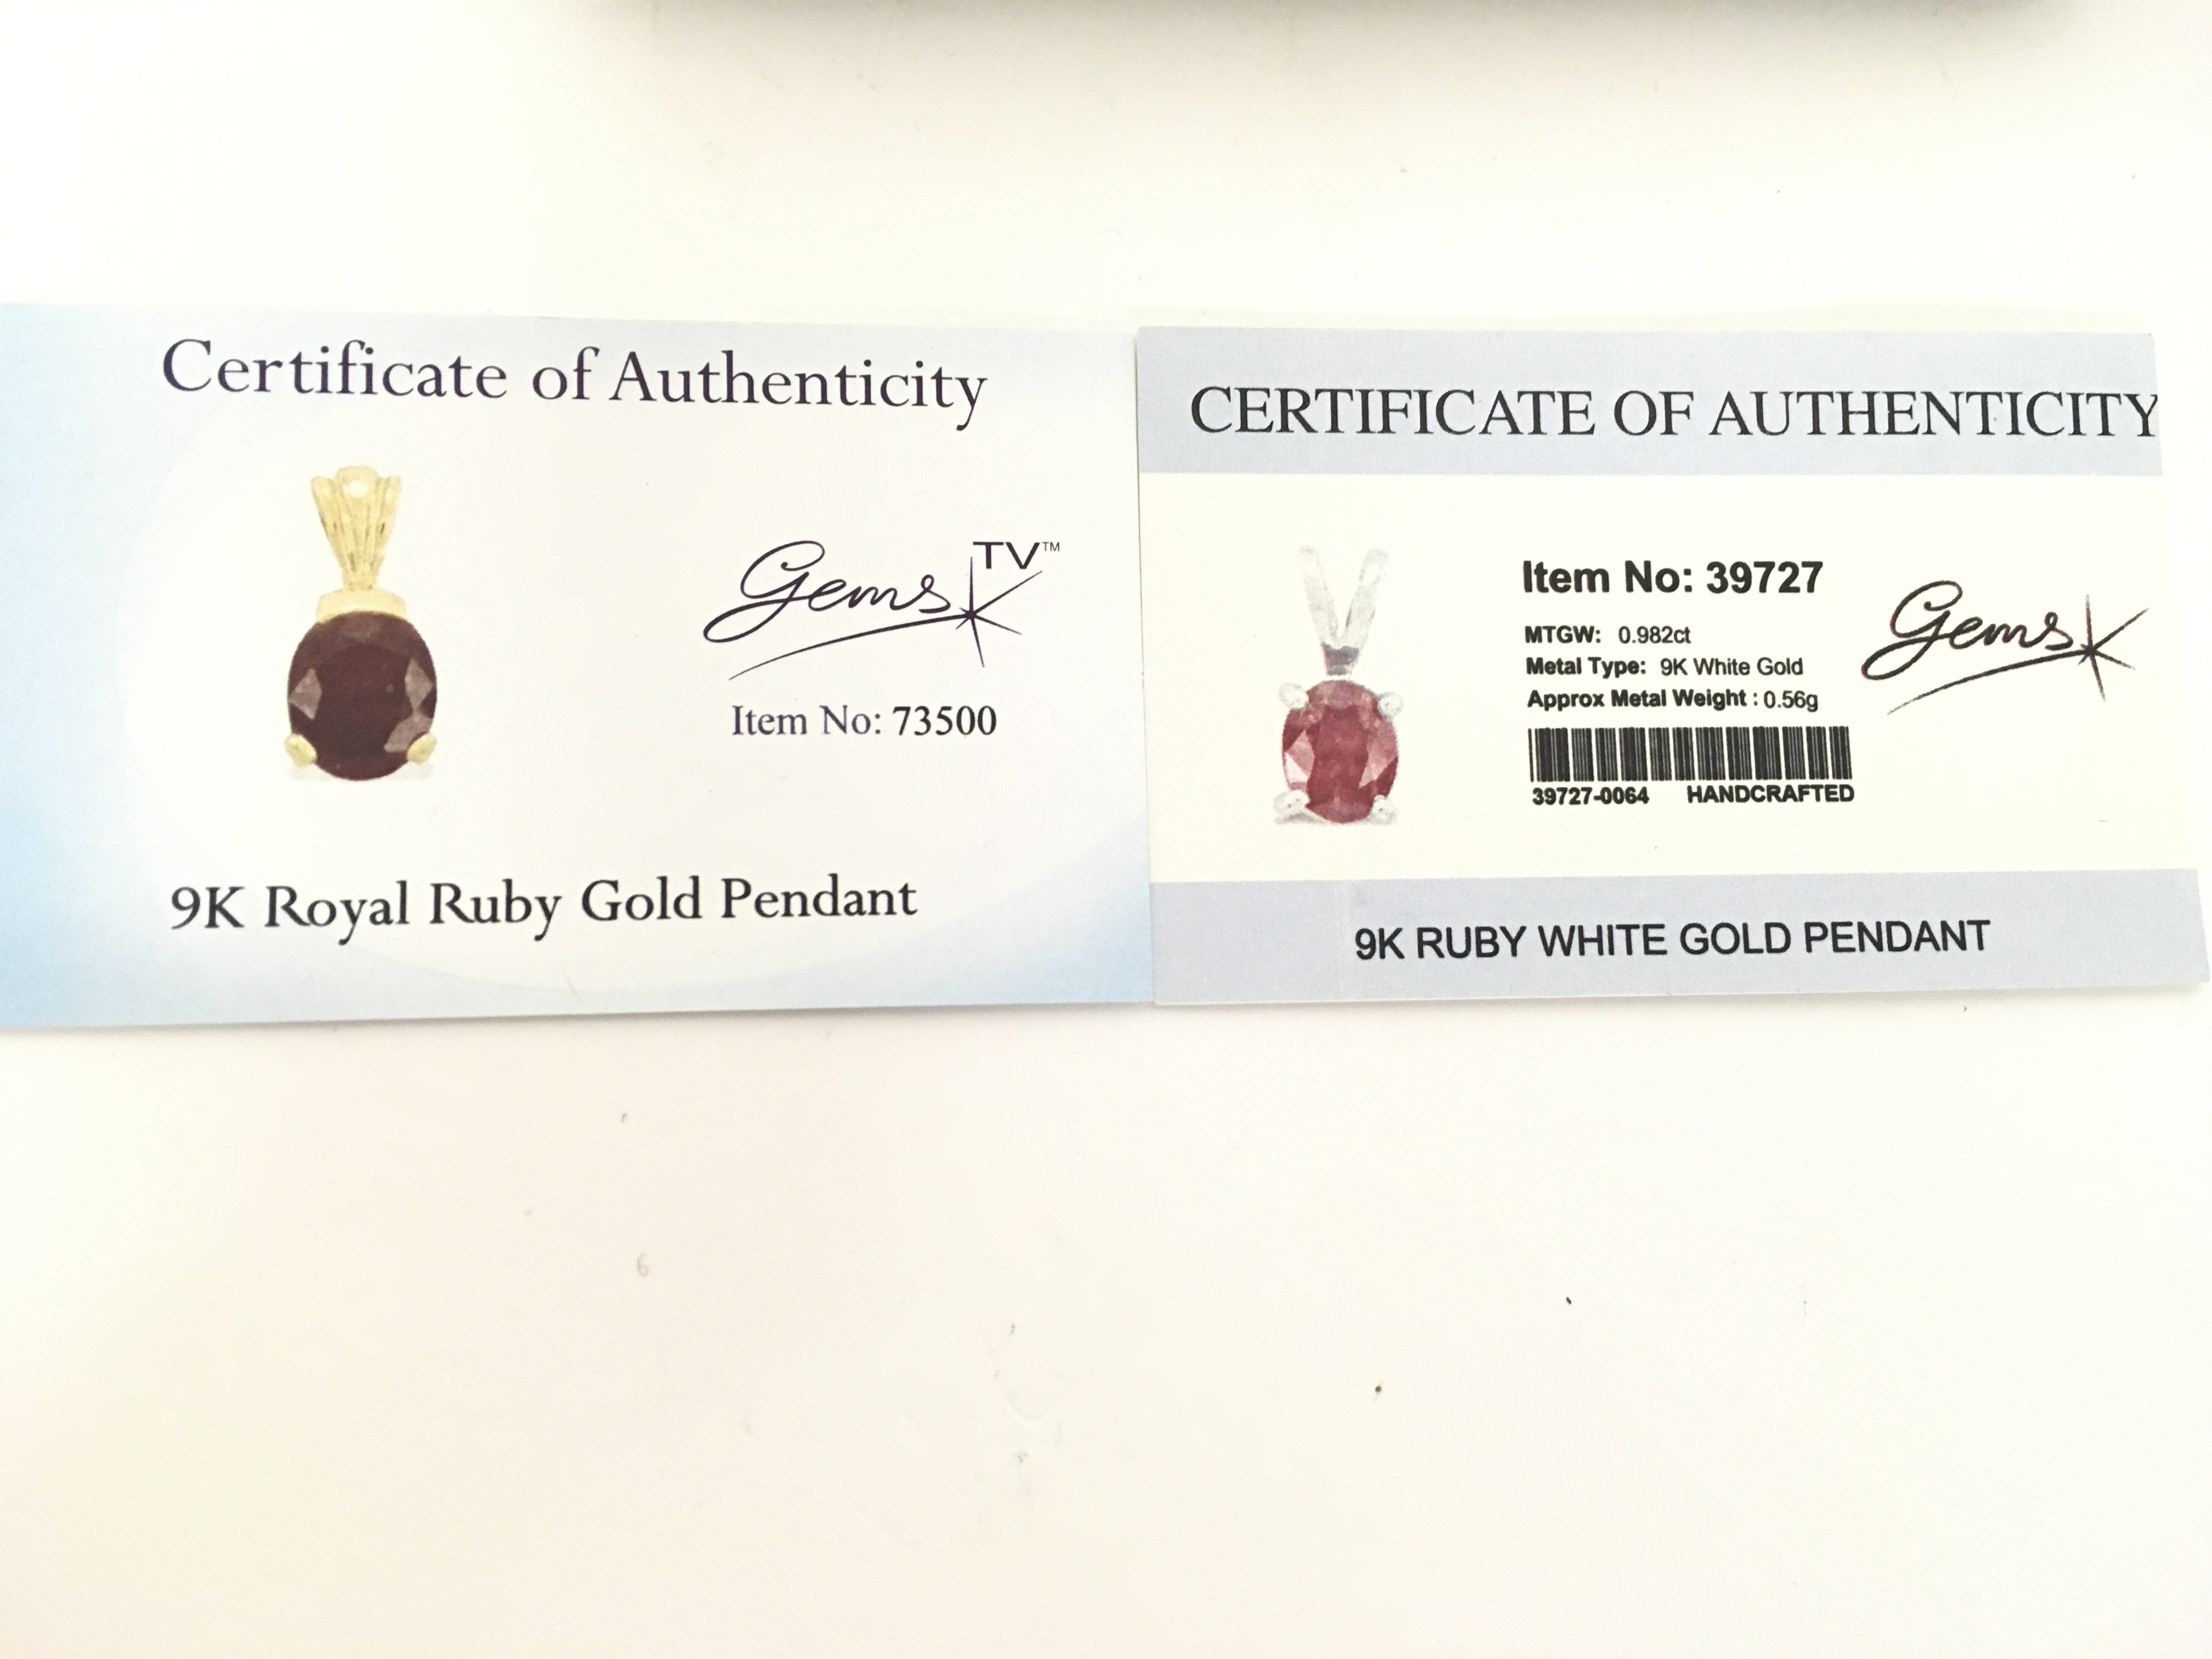 Certificate of Authenticity
Gems TV™
Item No: 73500
9K Royal Ruby Gold Pendant
CERTIFICATE OF AUTHENTICITY
Item No: 39727
MTGW: 0.982ct
Metal Type: 9K White Gold
Approx Metal Weight : 0.56g
39727-0064 HANDCRAFTED
Gems
9K RUBY WHITE GOLD PENDANT